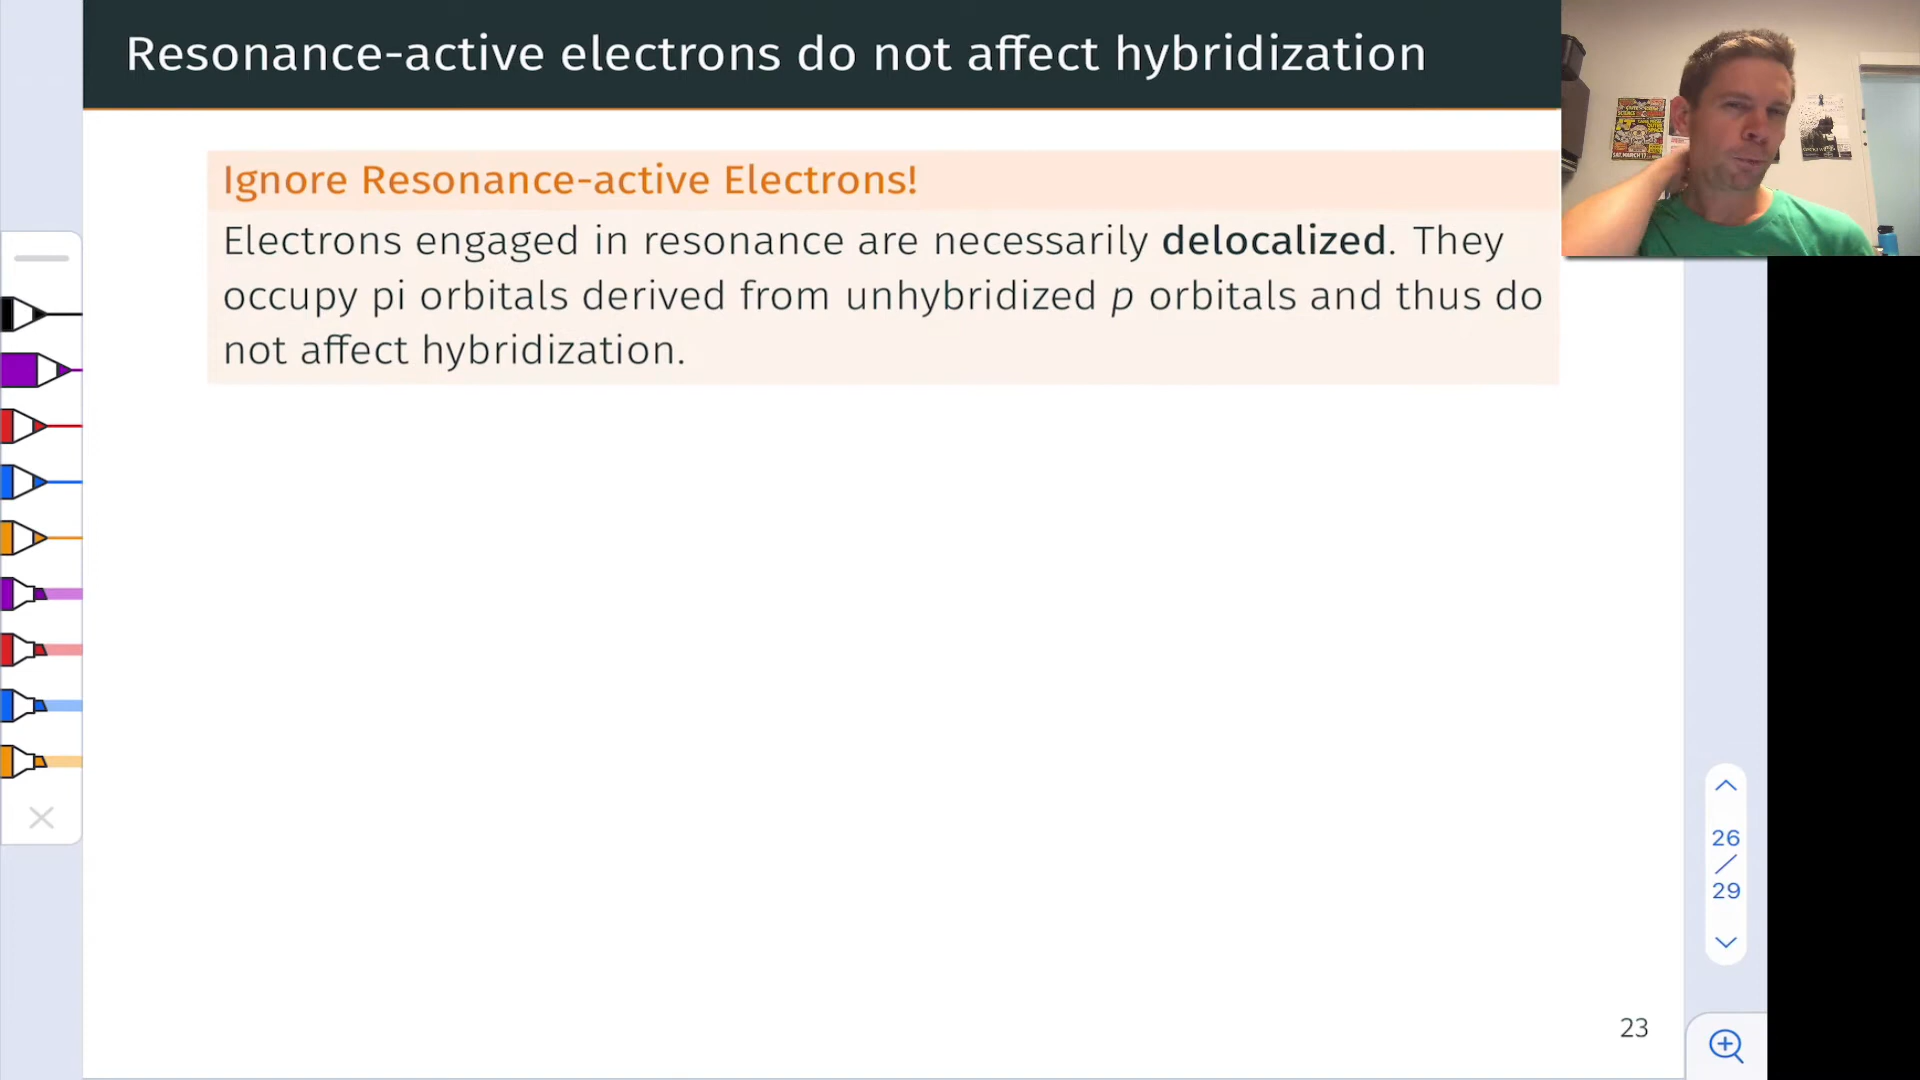 Resonance-active electrons do not affect hybridization
Ignore Resonance-active Electrons!
Electrons engaged in resonance are necessarily delocalized. They
occupy pi orbitals derived from unhybridized p orbitals and thus do
not affect hybridization.
26
/
29
23